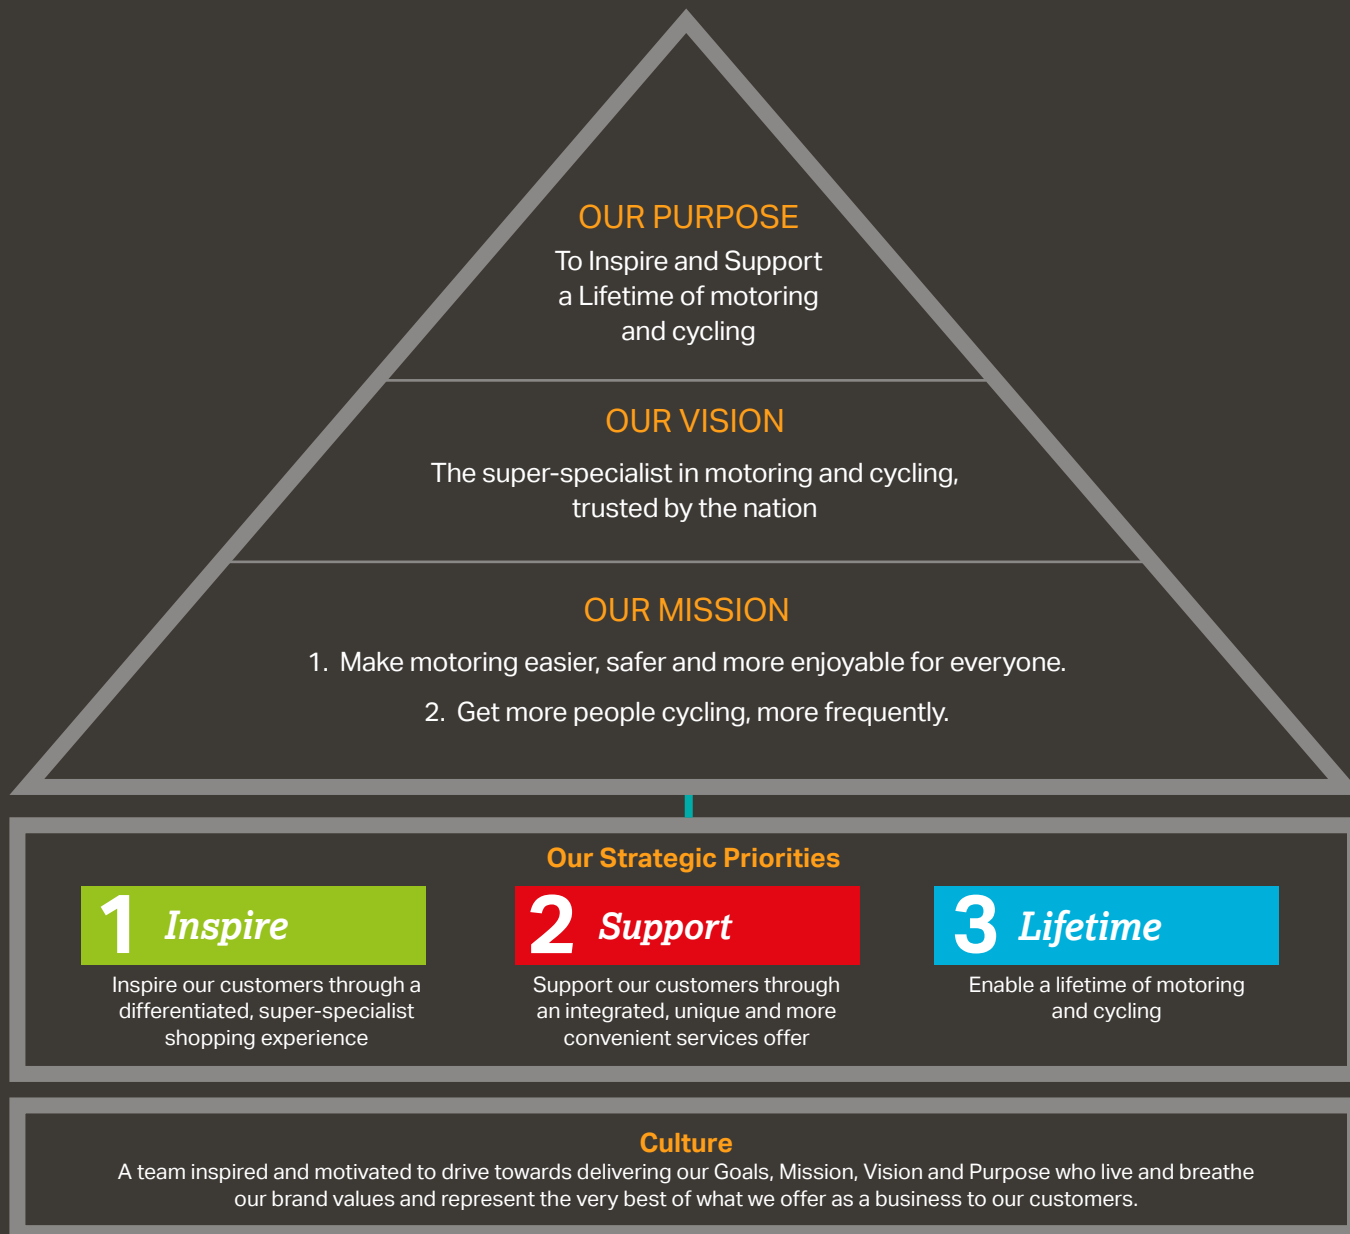 OUR PURPOSE
To Inspire and Support
a Lifetime of motoring
and cycling
OUR VISION
The super-specialist in motoring and cycling,
trusted by the nation
OUR MISSION
1. Make motoring easier, safer and more enjoyable for everyone.
2. Get more people cycling, more frequently.
Our Strategic Priorities
1 Inspire
Inspire our customers through a
differentiated, super-specialist
shopping experience
2 Support
Support our customers through
an integrated, unique and more
convenient services offer
3 Lifetime
Enable a lifetime of motoring
and cycling
Culture
A team inspired and motivated to drive towards delivering our Goals, Mission, Vision and Purpose who live and breathe
our brand values and represent the very best of what we offer as a business to our customers.